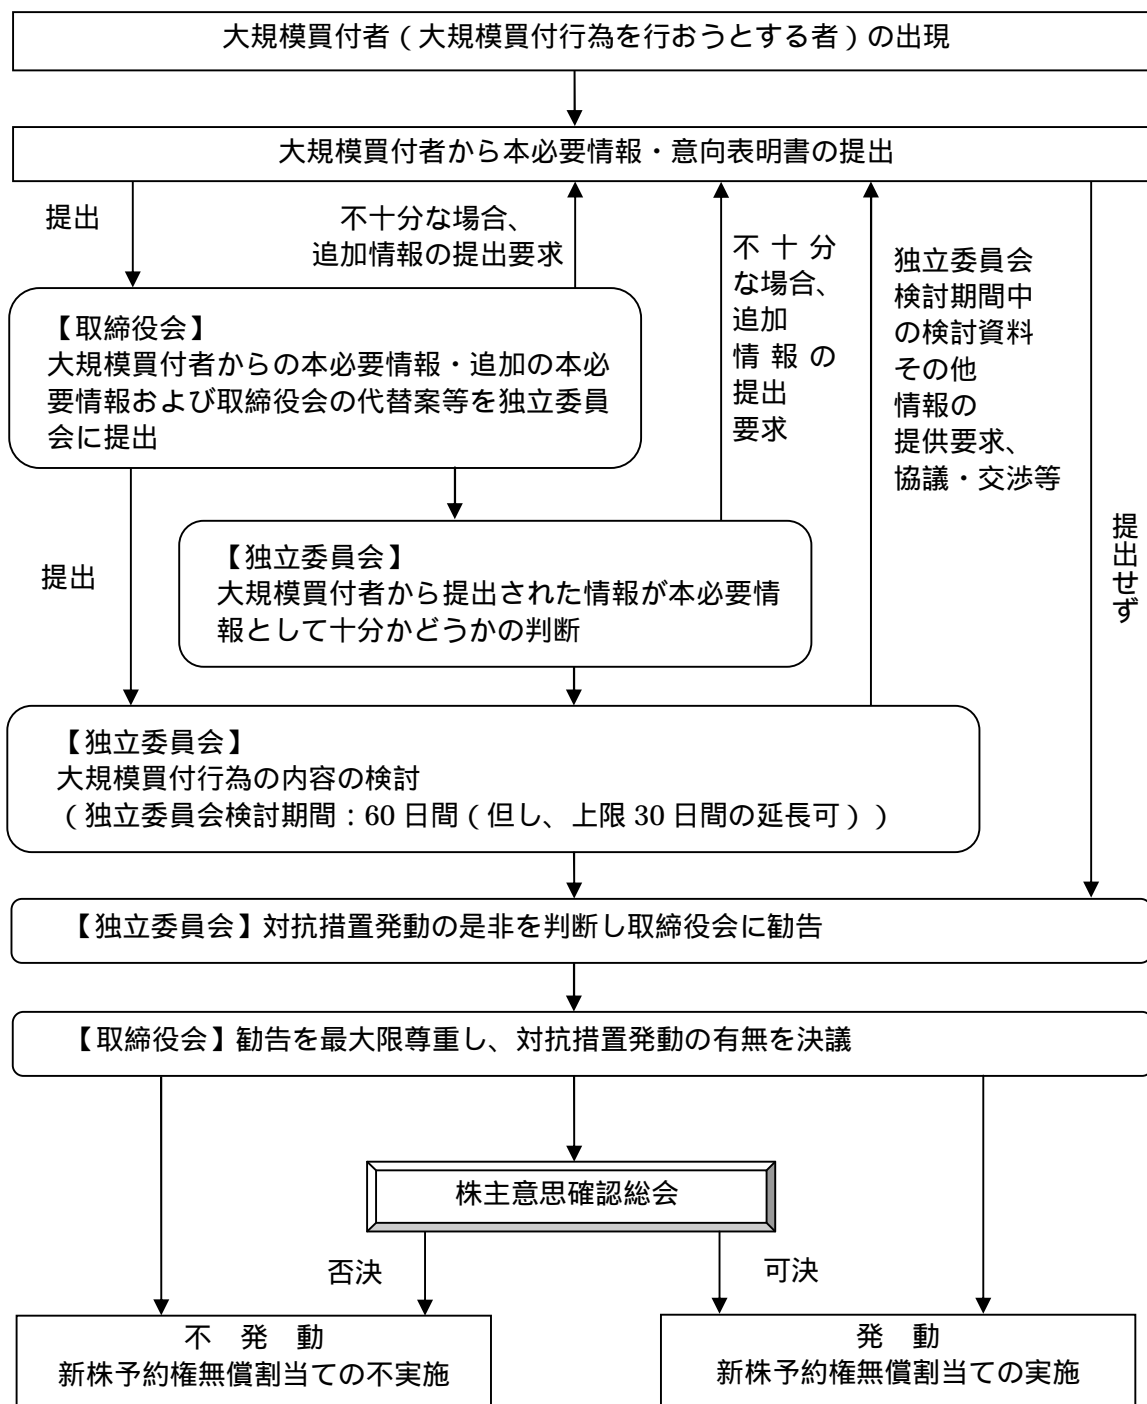 大規模買付者（大規模買付行為を行おうとする者）の出現
大規模買付者から本必要情報・意向表明書の提出
提出
不十分な場合、
追加情報の提出要求
不十分
な場合、
追加
情報の
提出
要求
独立委員会
検討期間中
の検討資料
その他
情報の
提供要求、
協議・交渉等
提出せず
【取締役会】
大規模買付者からの本必要情報・追加の本必
要情報および取締役会の代替案等を独立委員
会に提出
提出
【独立委員会】
大規模買付者から提出された情報が本必要情
報として十分かどうかの判断
【独立委員会】
大規模買付行為の内容の検討
（独立委員会検討期間：60日間（但し、上限30日間の延長可））
【独立委員会】対抗措置発動の是非を判断し取締役会に勧告
【取締役会】勧告を最大限尊重し、対抗措置発動の有無を決議
株主意思確認総会
否決
可決
不　発　動
新株予約権無償割当ての不実施
発　動
新株予約権無償割当ての実施